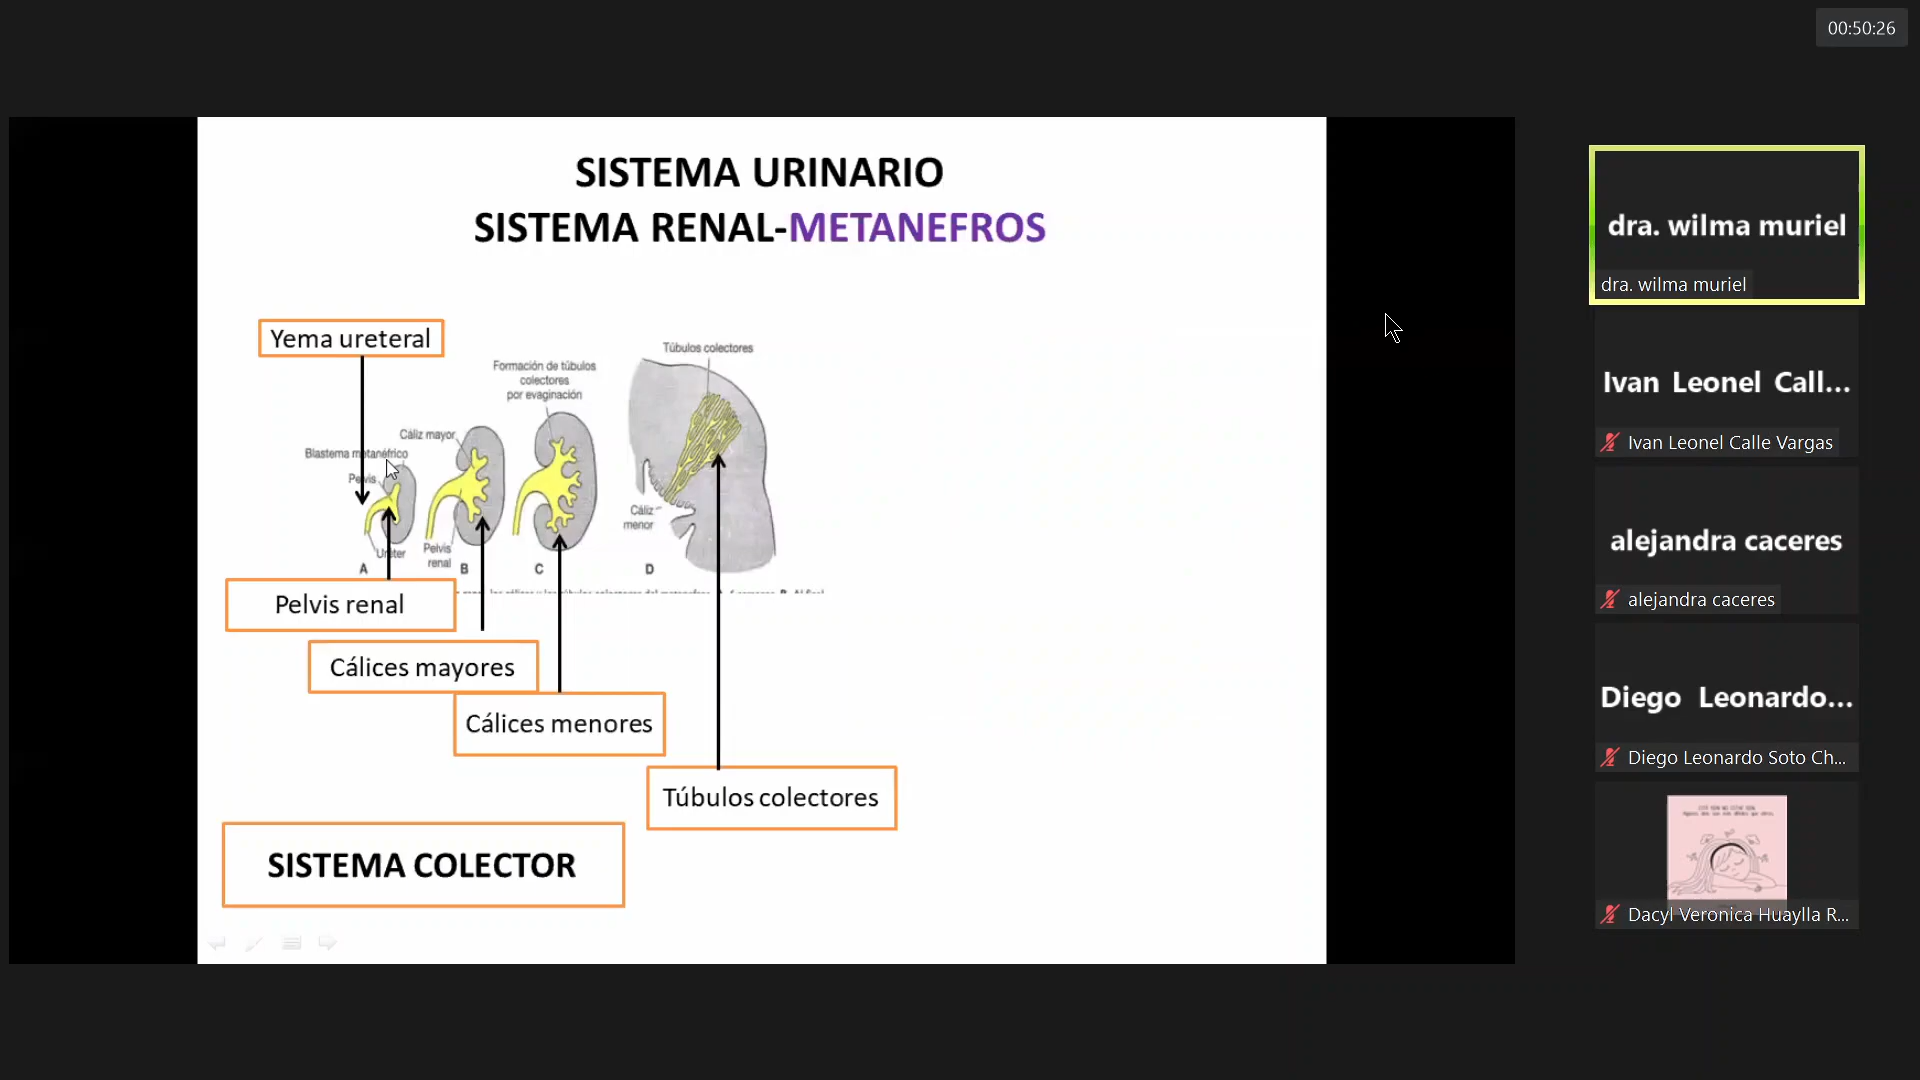 00:50:26
SISTEMA URINARIO
SISTEMA RENAL-METANEFROS
Yema ureteral
Túbulos colectores
Formación de túbulos
colectores
por evaginación
Cáliz mayor
Blastema metanéfrico
Pelvis
Cáliz
menor
Uréter
Pelvis
renal
A
B
C
D
Pelvis renal
Cálices mayores
Cálices menores
Túbulos colectores
SISTEMA COLECTOR
dra. wilma muriel
dra. wilma muriel
Ivan Leonel Call...
Ivan Leonel Calle Vargas
alejandra caceres
alejandra caceres
Diego Leonardo...
Diego Leonardo Soto Ch...
Dacyl Veronica Huaylla R...